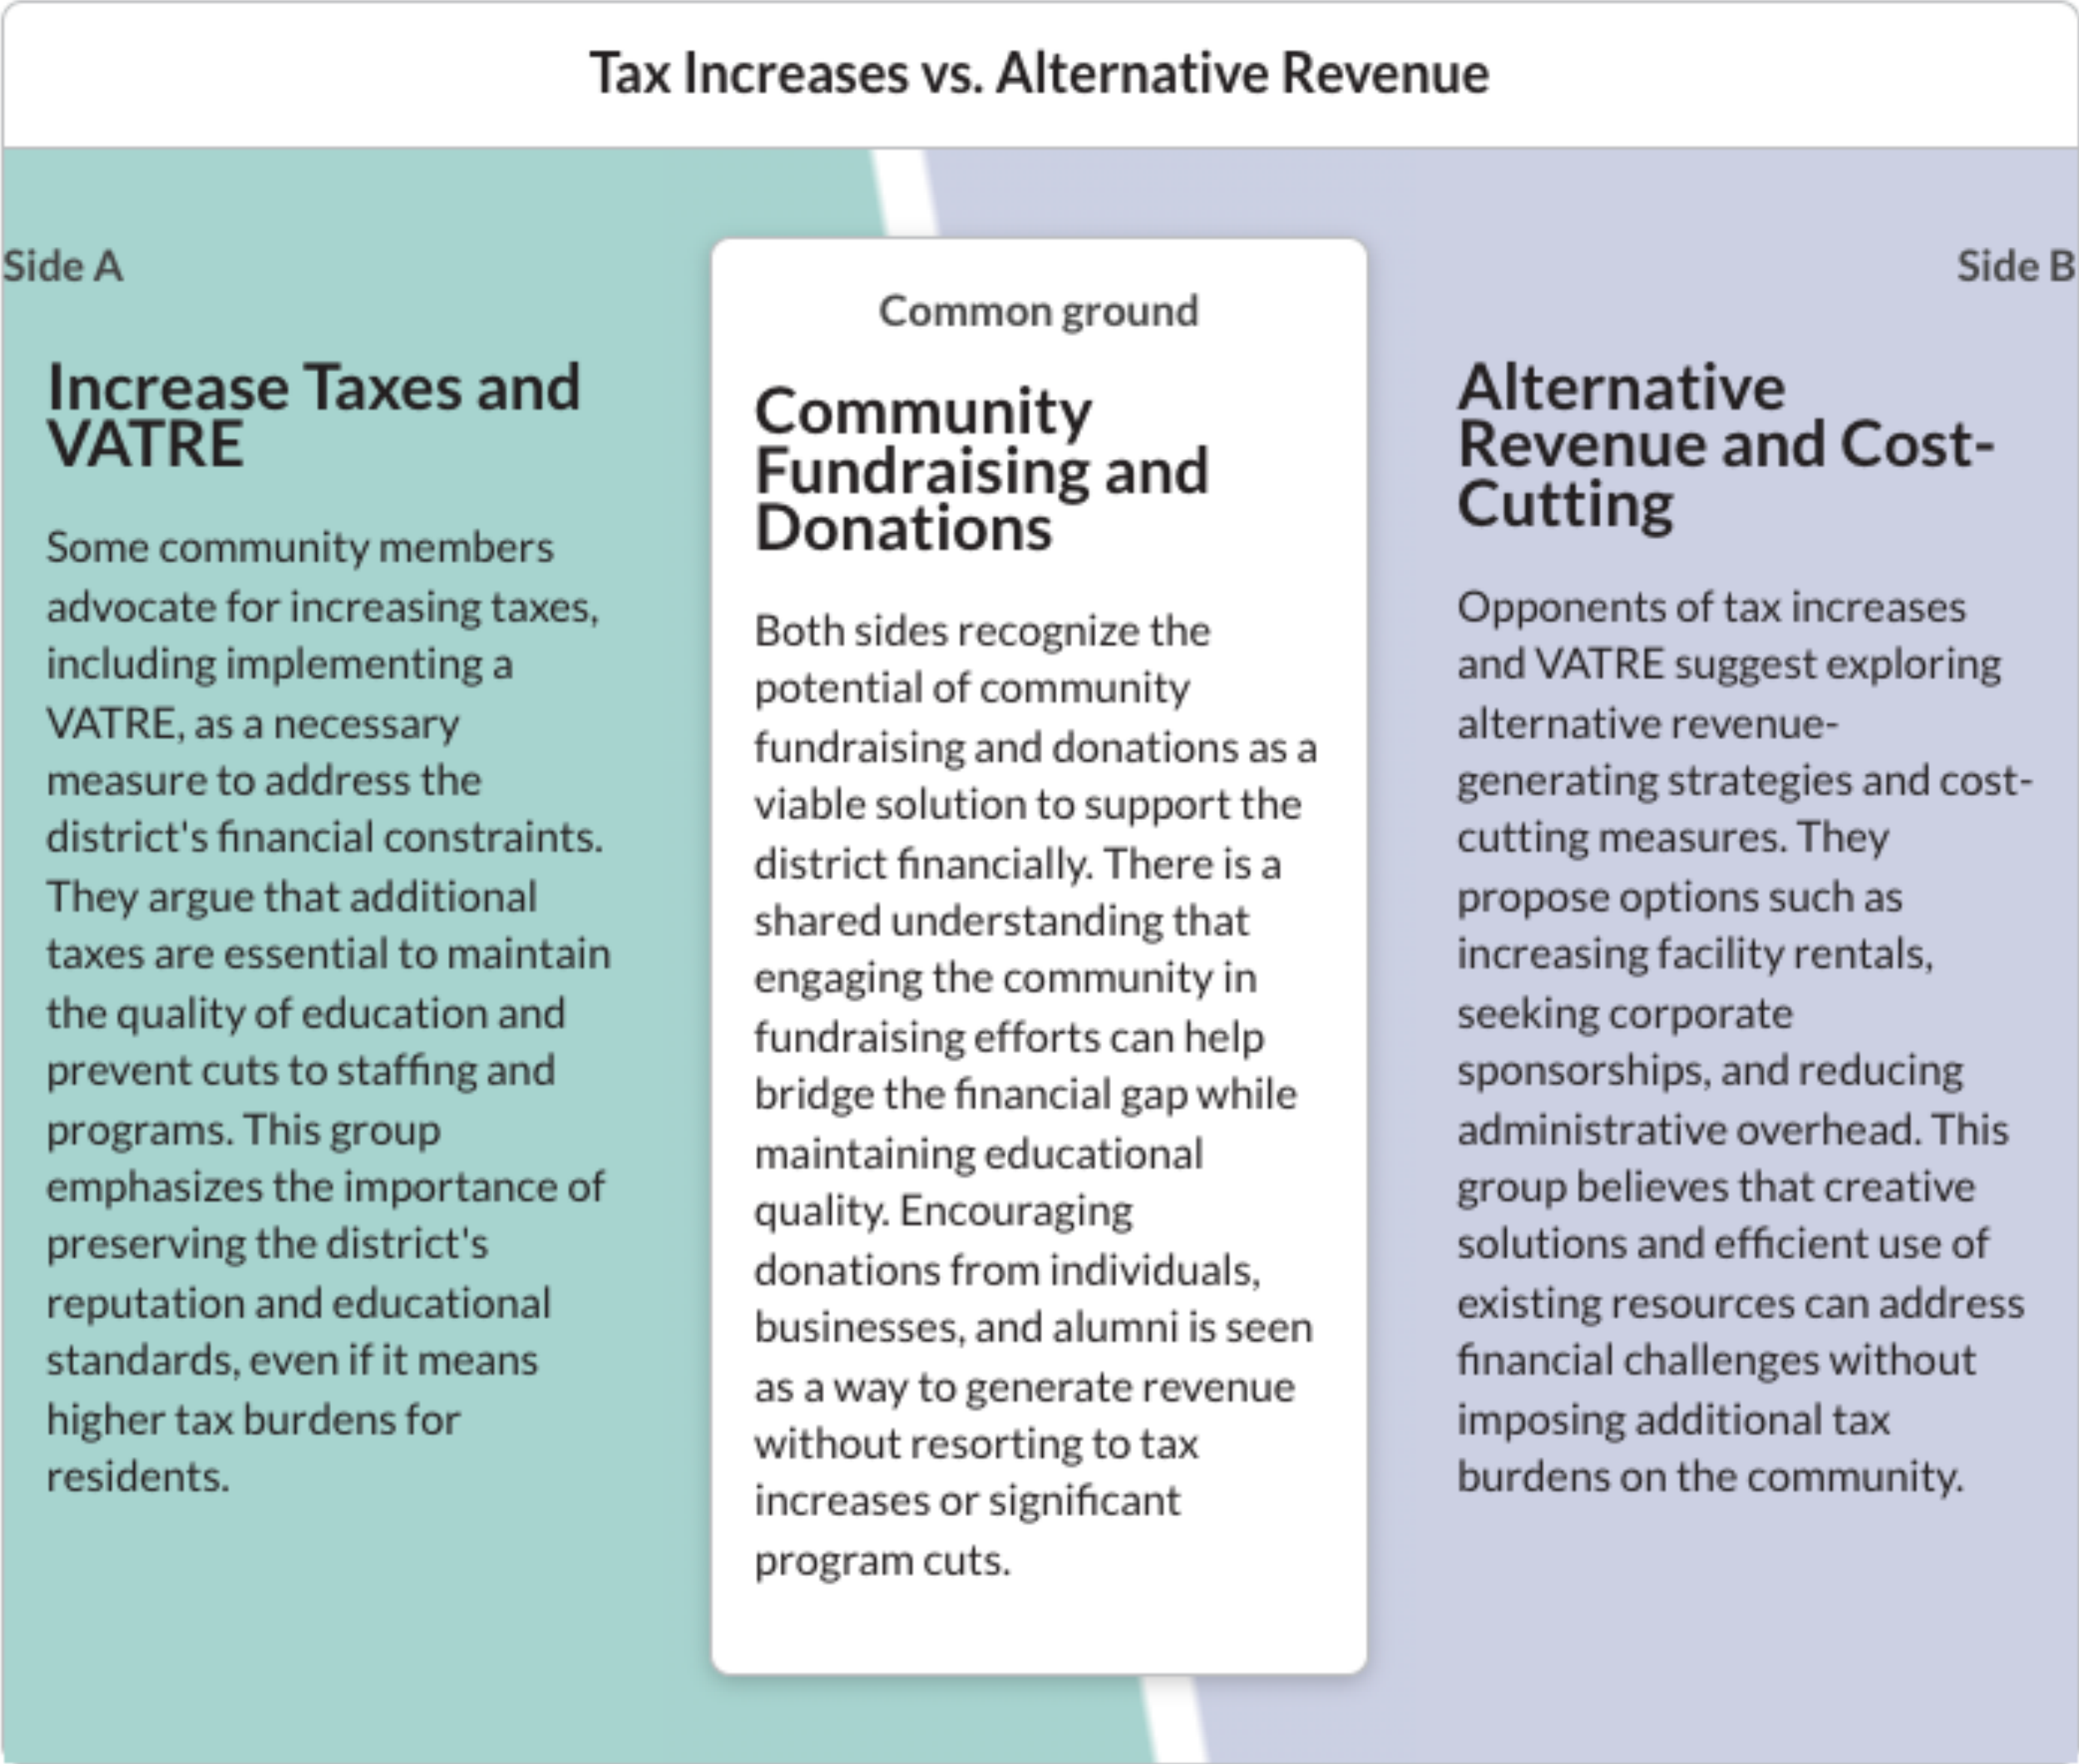 Tax Increases vs. Alternative Revenue
Side A
Increase Taxes and
VATRE
Some community members
advocate for increasing taxes,
including implementing a
VATRE, as a necessary
measure to address the
district's financial constraints.
They argue that additional
taxes are essential to maintain
the quality of education and
prevent cuts to staffing and
programs. This group
emphasizes the importance of
preserving the district's
reputation and educational
standards, even if it means
higher tax burdens for
residents.
Common ground
Community
Fundraising and
Donations
Both sides recognize the
potential of community
fundraising and donations as a
viable solution to support the
district financially. There is a
shared understanding that
engaging the community in
fundraising efforts can help
bridge the financial gap while
maintaining educational
quality. Encouraging
donations from individuals,
businesses, and alumni is seen
as a way to generate revenue
without resorting to tax
increases or significant
program cuts.
Side B
Alternative
Revenue and Cost-
Cutting
Opponents of tax increases
and VATRE suggest exploring
alternative revenue-
generating strategies and cost-
cutting measures. They
propose options such as
increasing facility rentals,
seeking corporate
sponsorships, and reducing
administrative overhead. This
group believes that creative
solutions and efficient use of
existing resources can address
financial challenges without
imposing additional tax
burdens on the community.